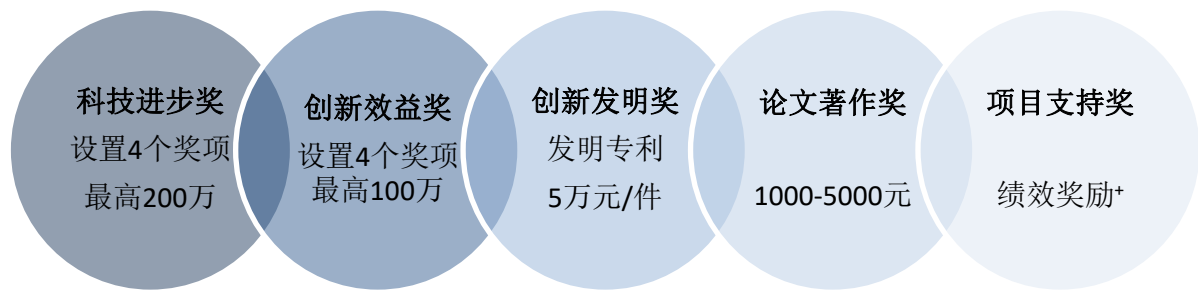 科技进步奖
设置4个奖项
最高200万
创新效益奖
设置4个奖项
最高100万
创新发明奖
发明专利
5万元/件
论文著作奖
1000-5000元
项目支持奖
绩效奖励⁺